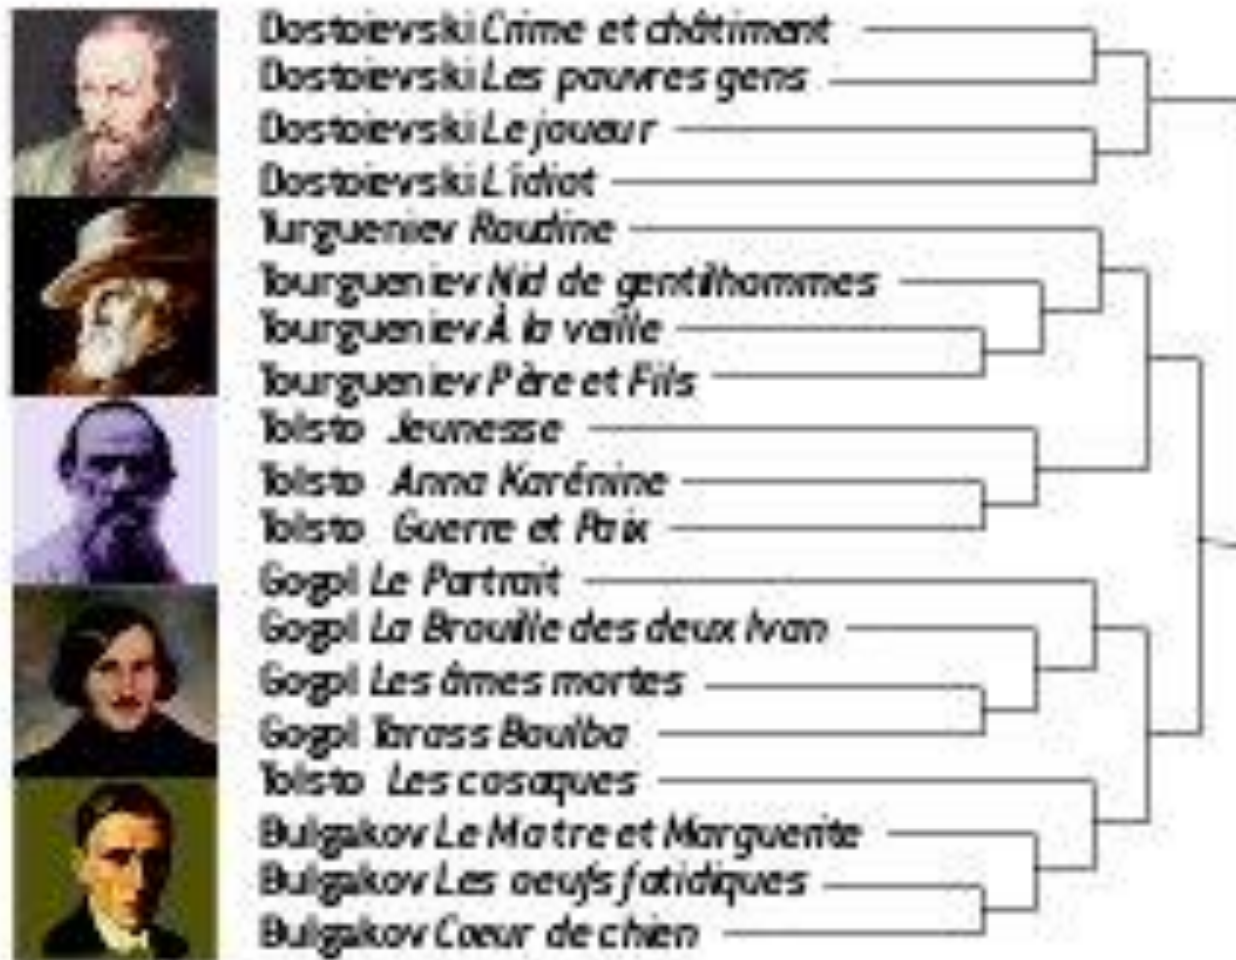 Dostoievski Crime et châtiment
Dostoievski Les pauvres gens
Dostoievski Le joueur
Dostoievski L'idiot
Turgueniev Roudine
Tourgueniev Nid de gentilhommes
Tourgueniev À la veille
Tourgueniev Père et Fils
Tolsto Jeunesse
Tolsto Anna Karénine
Tolsto Guerre et Paix
Gogol Le Portrait
Gogol La Brouille des deux Ivan
Gogol Les âmes mortes
Gogol Tarass Boulba
Tolsto Les cosaques
Bulgakov Le Matre et Marguerite
Bulgakov Les oeufs fatidiques
Bulgakov Cœur de chien